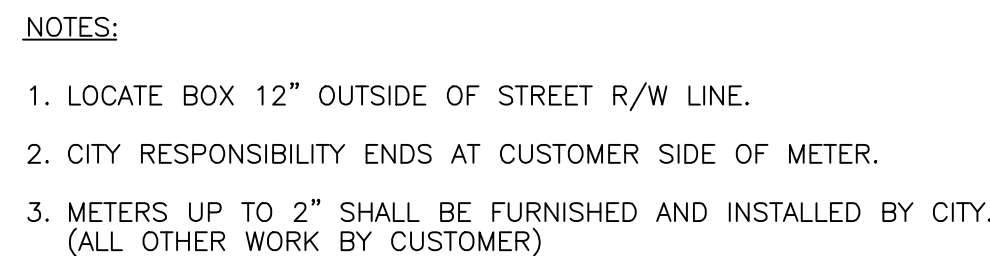 NOTES:
1. LOCATE BOX 12” OUTSIDE OF STREET R/W LINE.
2. CITY RESPONSIBILITY ENDS AT CUSTOMER SIDE OF METER.
3. METERS UP TO 2” SHALL BE FURNISHED AND INSTALLED BY CITY.
(ALL OTHER WORK BY CUSTOMER)